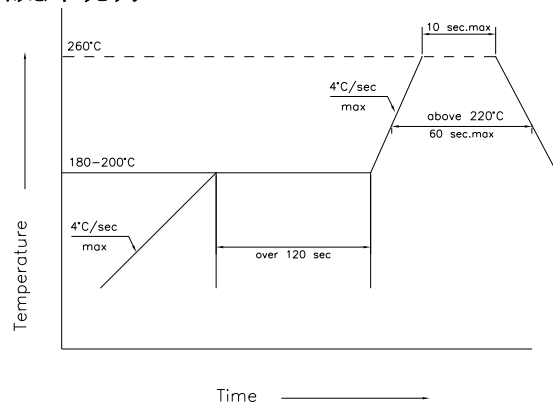 10 sec.max
260°C
4°C/sec
max
above 220°C
60 sec.max
180-200°C
4°C/sec
max
over 120 sec
Temperature
Time